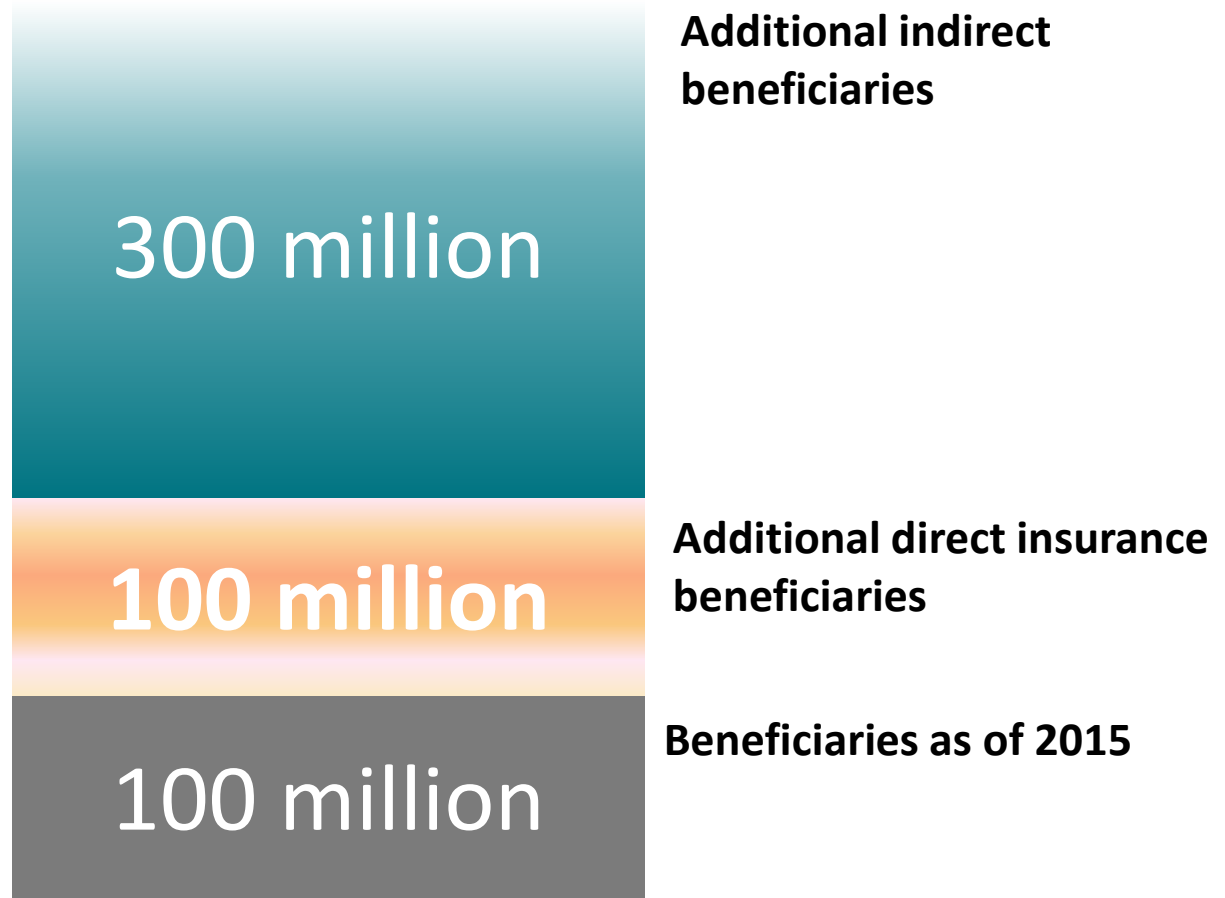 Additional indirect
beneficiaries
300 million
Additional direct insurance
beneficiaries
100 million
Beneficiaries as of 2015
100 million